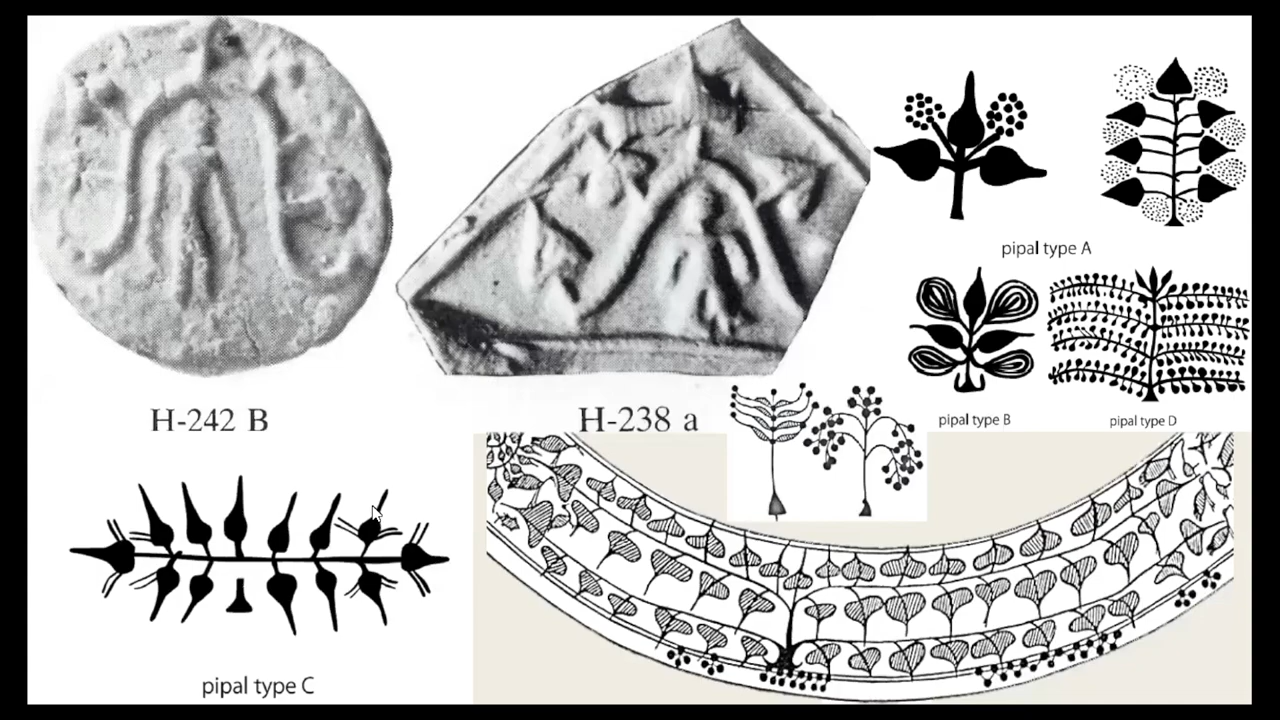 pipal type A
H-242 B
H-238 a
pipal type B
pipal type D
pipal type C